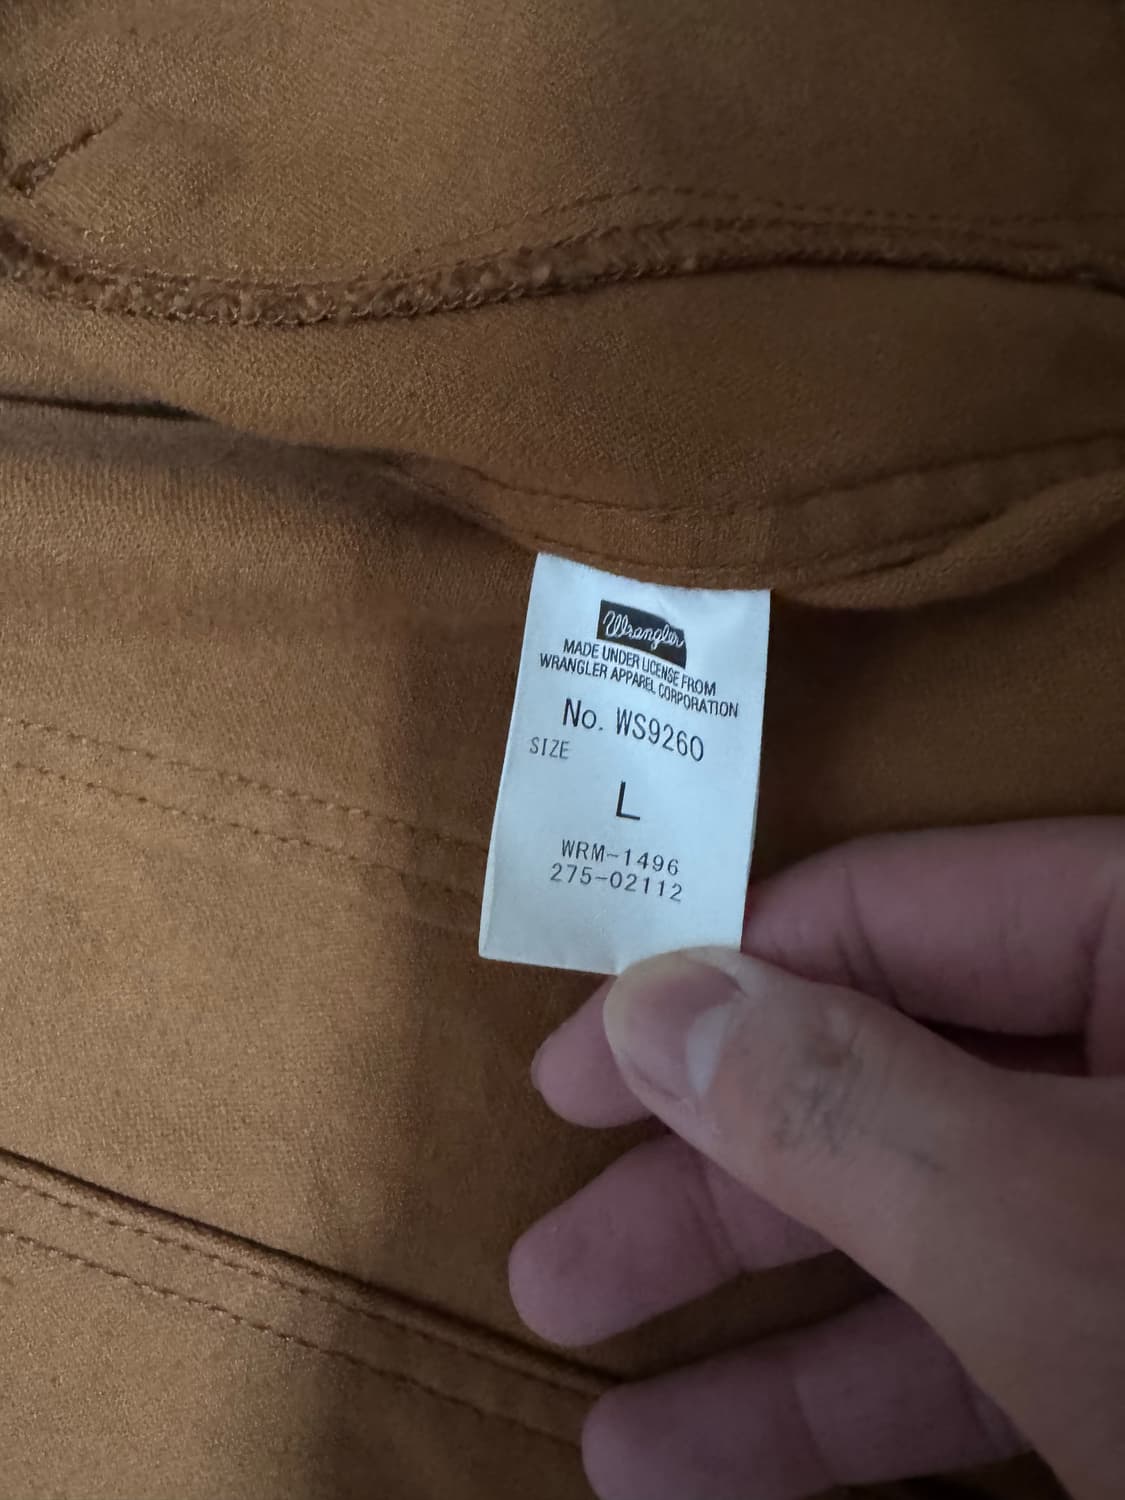 Wrangler
MADE UNDER LICENSE FROM
WRANGLER APPAREL CORPORATION
No. WS9260
SIZE
L
WRM-1496
275-02112